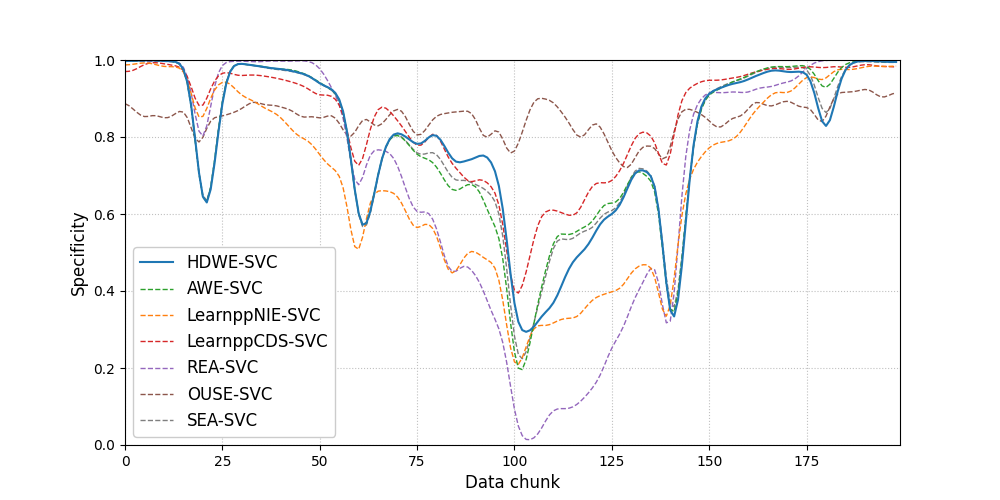 1.0
0.8
0.6
0.4
0.2
0.0
Specificity
HDWE-SVC
AWE-SVC
LearnppNIE-SVC
LearnppCDS-SVC
REA-SVC
OUSE-SVC
SEA-SVC
0 25 50 75 100 125 150 175
Data chunk